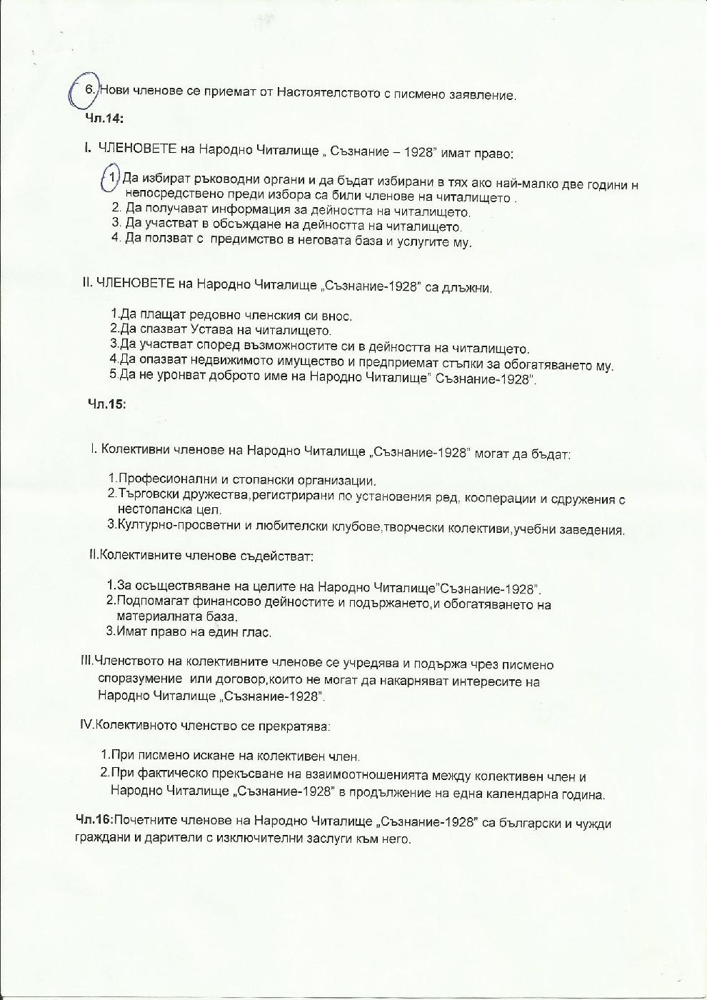 6. Нови членове се приемат от Настоятелството с писмено заявление.
Чл.14:
I. ЧЛЕНОВЕТЕ на Народно Читалище „ Съзнание – 1928” имат право:
1 Да избират ръководни органи и да бъдат избирани в тях ако най-малко две години н
непосредствено преди избора са били членове на читалището .
2. Да получават информация за дейността на читалището.
3. Да участват в обсъждане на дейността на читалището.
4. Да ползват с предимство в неговата база и услугите му.
II. ЧЛЕНОВЕТЕ на Народно Читалище „Съзнание-1928” са длъжни.
1.Да плащат редовно членския си внос.
2.Да спазват Устава на читалището.
3.Да участват според възможностите си в дейността на читалището.
4.Да опазват недвижимото имущество и предприемат стъпки за обогатяването му.
5.Да не уронват доброто име на Народно Читалище” Съзнание-1928”.
Чл.15:
I. Колективни членове на Народно Читалище „Съзнание-1928” могат да бъдат:
1.Професионални и стопански организации.
2.Търговски дружества,регистрирани по установения ред, кооперации и сдружения с
нестопанска цел.
3.Културно-просветни и любителски клубове,творчески колективи,учебни заведения.
II.Колективните членове съдействат:
1.За осъществяване на целите на Народно Читалище”Съзнание-1928”.
2.Подпомагат финансово дейностите и подържането,и обогатяването на
материалната база.
3.Имат право на един глас.
III.Членството на колективните членове се учредява и подържа чрез писмено
споразумение или договор,които не могат да накарняват интересите на
Народно Читалище „Съзнание-1928”.
IV.Колективното членство се прекратява:
1.При писмено искане на колективен член.
2.При фактическо прекъсване на взаимоотношенията между колективен член и
Народно Читалище „Съзнание-1928” в продължение на една календарна година.
Чл.16:Почетните членове на Народно Читалище „Съзнание-1928” са български и чужди
граждани и дарители с изключителни заслуги към него.